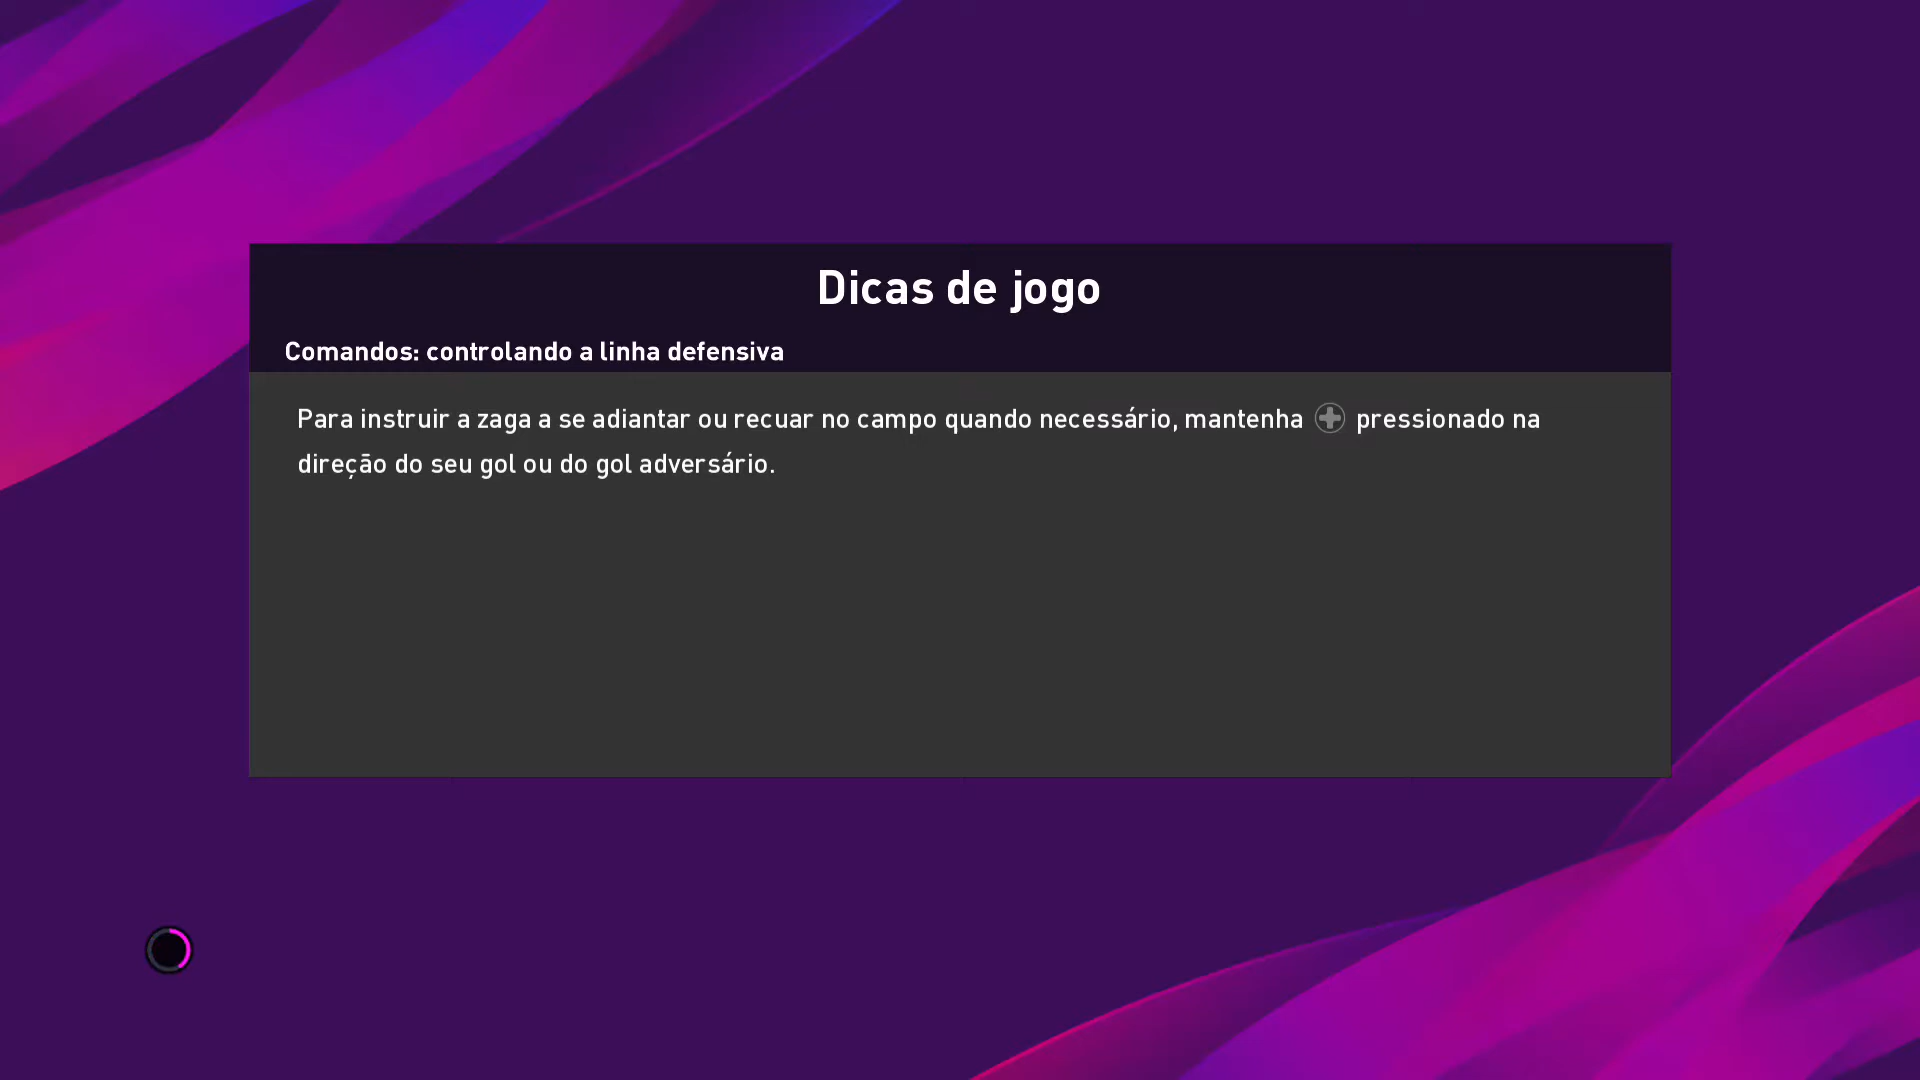 Dicas de jogo
Comandos: controlando a linha defensiva
Para instruir a zaga a se adiantar ou recuar no campo quando necessário, mantenha pressionado na
direção do seu gol ou do gol adversário.